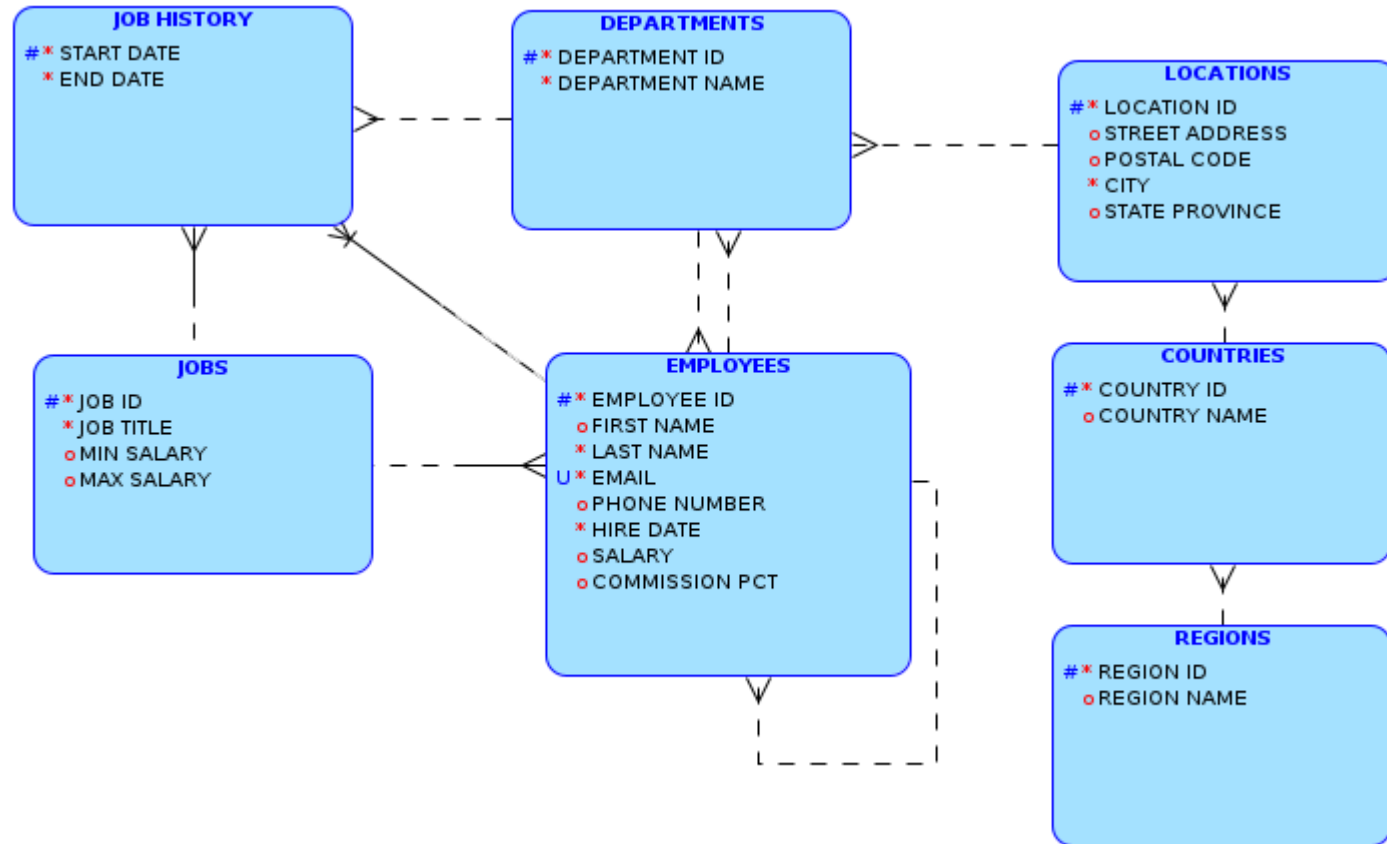 JOB HISTORY
#* START DATE
* END DATE
DEPARTMENTS
#* DEPARTMENT ID
* DEPARTMENT NAME
LOCATIONS
#* LOCATION ID
o STREET ADDRESS
o POSTAL CODE
* CITY
o STATE PROVINCE
JOBS
#* JOB ID
* JOB TITLE
o MIN SALARY
o MAX SALARY
EMPLOYEES
#* EMPLOYEE ID
o FIRST NAME
* LAST NAME
U* EMAIL
o PHONE NUMBER
* HIRE DATE
o SALARY
o COMMISSION PCT
COUNTRIES
#* COUNTRY ID
o COUNTRY NAME
REGIONS
#* REGION ID
o REGION NAME